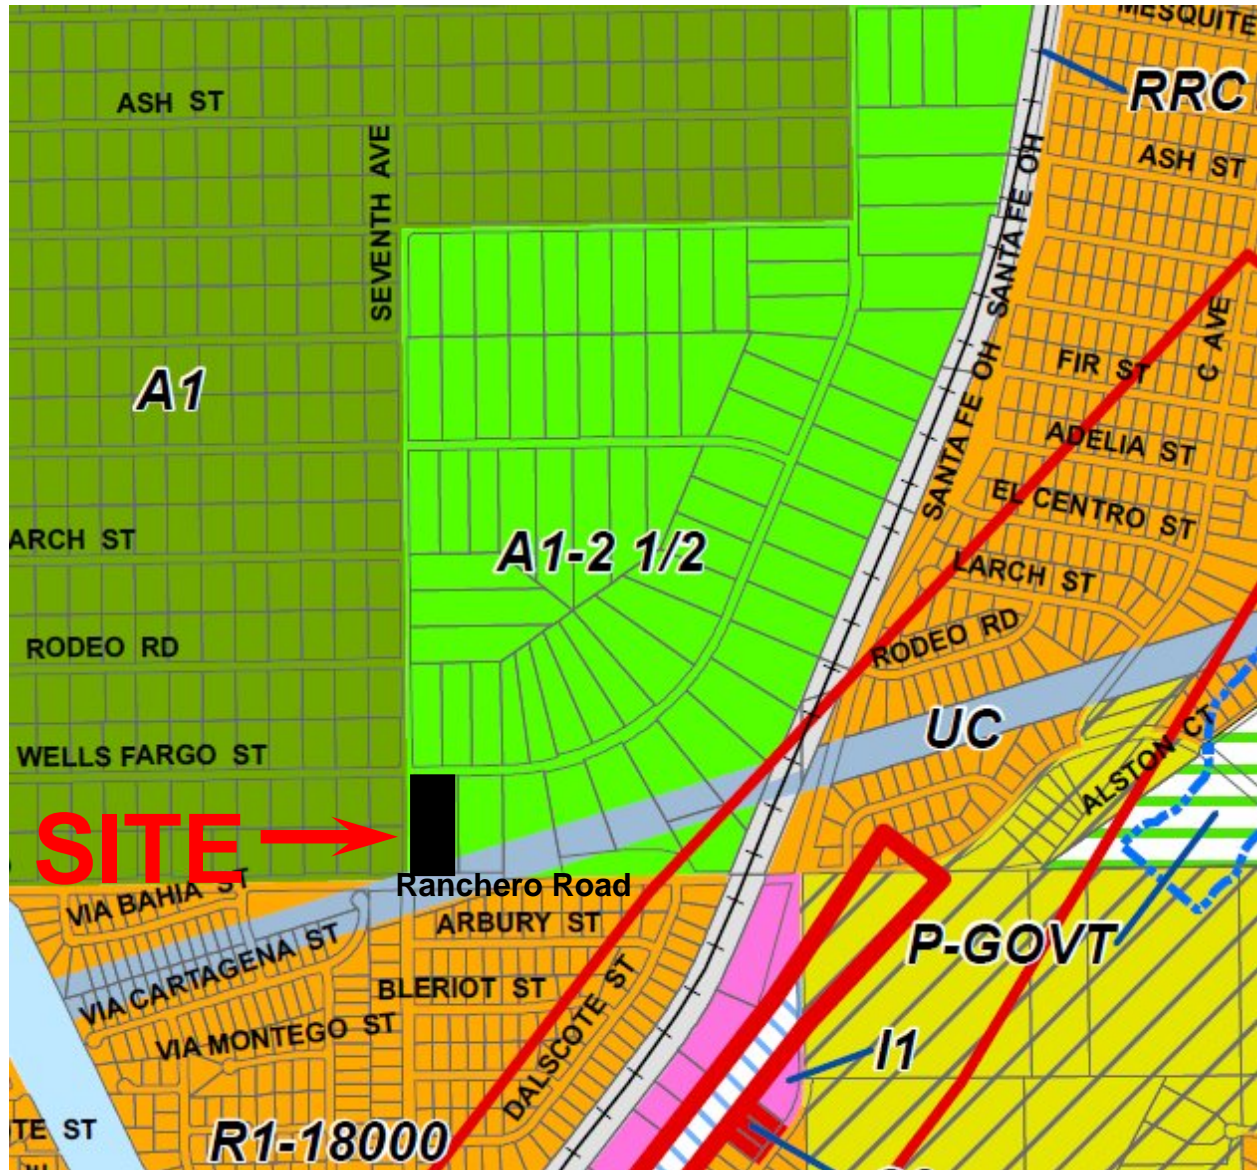 MESQUITE
RRC
ASH ST
ASH ST
SEVENTH AVE
SANTA FE OH
SANTA FE OH
C AVE
FIR ST
A1
ADELIA ST
EL CENTRO ST
ARCH ST
A1-2 1/2
LARCH ST
RODEO RD
RODEO RD
UC
WELLS FARGO ST
ALSTON CT
SITE
Ranchero Road
VIA BAHIA ST
ARBURY ST
P-GOVT
VIA CARTAGENA ST
BLERIOT ST
VIA MONTEGO ST
DALSCOTE ST
I1
TE ST
R1-18000